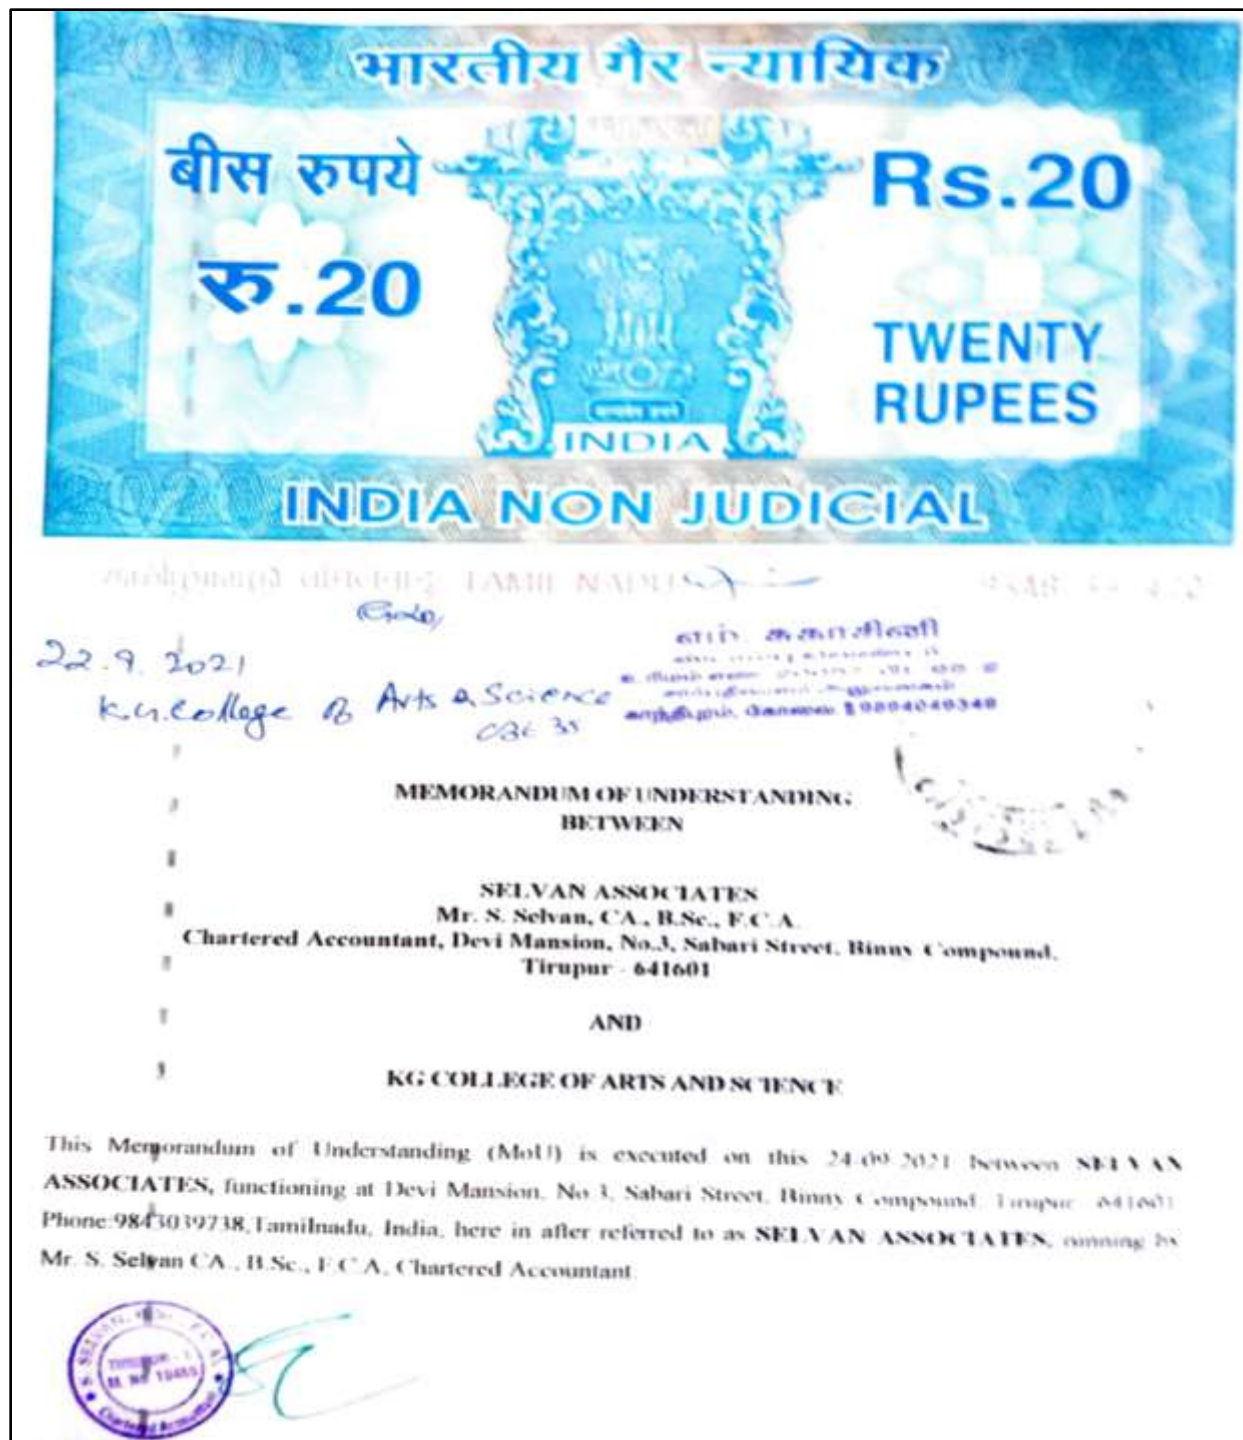 भारतीय गैर न्यायिक
बीस रुपये
रु.20
Rs.20
TWENTY
RUPEES
INDIA
INDIA NON JUDICIAL
TAMIL NADU
22.9.2021
K.G.College of Arts & Science
CBE 35
காந்திபுரம், கோவை 9894049349
MEMORANDUM OF UNDERSTANDING
BETWEEN
SELVAN ASSOCIATES
Mr. S. Selvan, CA., B.Sc., F.C.A.
Chartered Accountant, Devi Mansion, No.3, Sabari Street, Binny Compound,
Tirupur - 641601
AND
KG COLLEGE OF ARTS AND SCIENCE
This Memorandum of Understanding (MoU) is executed on this 24-09-2021 between SELVAN
ASSOCIATES, functioning at Devi Mansion, No 3, Sabari Street, Binny Compound, Tirupur - 641601
Phone:9843039738,Tamilnadu, India, here in after referred to as SELVAN ASSOCIATES, running by
Mr. S. Selvan CA., B.Sc., F.C.A, Chartered Accountant.
S. SELVAN
Chartered Accountant